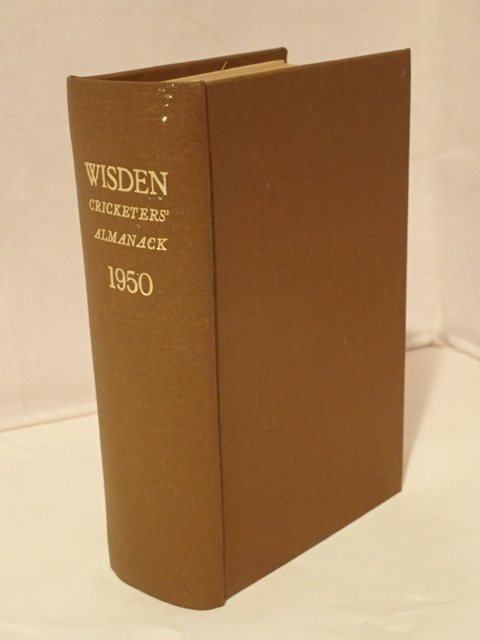 WISDEN
CRICKETERS'
ALMANACK
1950